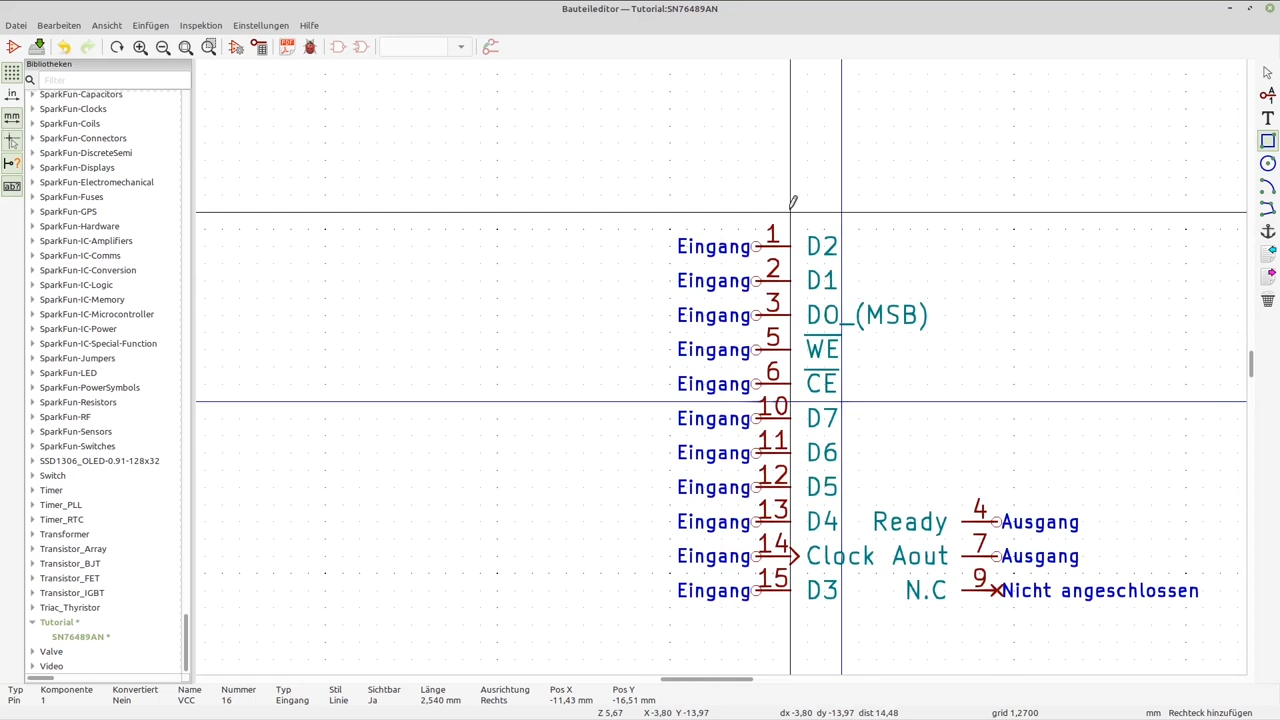 Bauteileditor — Tutorial:SN76489AN
Datei Bearbeiten Ansicht Einfügen Inspektion Einstellungen Hilfe
PDF
Bibliotheken
Filter
in
mm
ab?
T
SparkFun-Capacitors
SparkFun-Clocks
SparkFun-Coils
SparkFun-Connectors
SparkFun-DiscreteSemi
SparkFun-Displays
SparkFun-Electromechanical
SparkFun-Fuses
SparkFun-GPS
SparkFun-Hardware
SparkFun-IC-Amplifiers
SparkFun-IC-Comms
SparkFun-IC-Conversion
SparkFun-IC-Logic
SparkFun-IC-Memory
SparkFun-IC-Microcontroller
SparkFun-IC-Power
SparkFun-IC-Special-Function
SparkFun-Jumpers
SparkFun-LED
SparkFun-PowerSymbols
SparkFun-Resistors
SparkFun-RF
SparkFun-Sensors
SparkFun-Switches
SSD1306_OLED-0.91-128x32
Switch
Timer
Timer_PLL
Timer_RTC
Transformer
Transistor_Array
Transistor_BJT
Transistor_FET
Transistor_IGBT
Triac_Thyristor
Tutorial *
SN76489AN *
Valve
Video
Eingang 1 D2
Eingang 2 D1
Eingang 3 DO_(MSB)
Eingang 5 WE
Eingang 6 CE
Eingang 10 D7
Eingang 11 D6
Eingang 12 D5
Eingang 13 D4 Ready 4 Ausgang
Eingang 14 Clock Aout 7 Ausgang
Eingang 15 D3 N.C 9 Nicht angeschlossen
Typ Komponente Konvertiert Name Nummer Typ Stil Sichtbar Länge Ausrichtung Pos X Pos Y
Pin 1 Nein VCC 16 Eingang Linie Ja 2,540 mm Rechts -11,43 mm -16,51 mm
Z 5,67 X -3,80 Y -13,97 dx -3,80 dy -13,97 dist 14,48 grid 1,2700 mm Rechteck hinzufügen